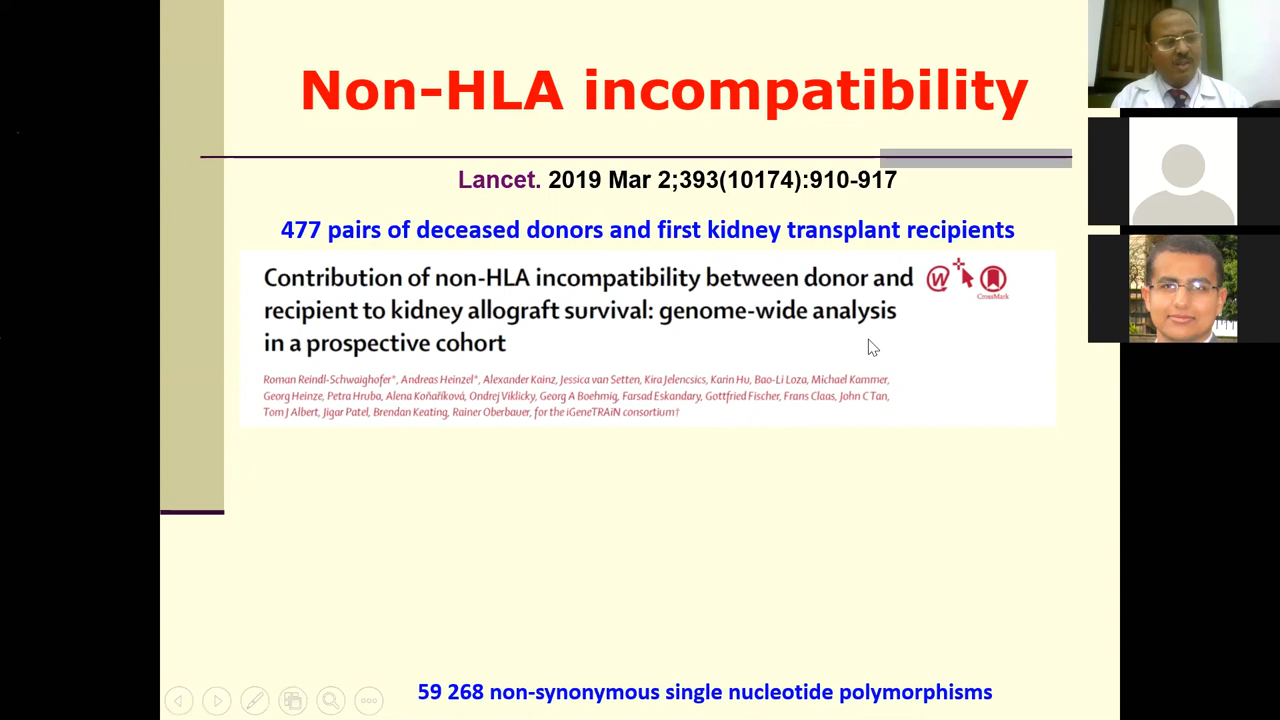 Non-HLA incompatibility
Lancet. 2019 Mar 2;393(10174):910-917
477 pairs of deceased donors and first kidney transplant recipients
Contribution of non-HLA incompatibility between donor and
recipient to kidney allograft survival: genome-wide analysis
in a prospective cohort
W
CrossMark
Roman Reindl-Schwaighofer*, Andreas Heinzel*, Alexander Kainz, Jessica van Setten, Kira Jelencsics, Karin Hu, Bao-Li Loza, Michael Kammer,
Georg Heinze, Petra Hruba, Alena Koňaříková, Ondrej Viklicky, Georg A Boehmig, Farsad Eskandary, Gottfried Fischer, Frans Claas, John C Tan,
Tom J Albert, Jigar Patel, Brendan Keating, Rainer Oberbauer, for the iGeneTRAiN consortium†
59 268 non-synonymous single nucleotide polymorphisms